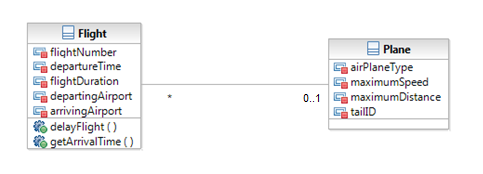 Flight
flightNumber
departureTime
flightDuration
departingAirport
arrivingAirport
delayFlight ( )
getArrivalTime ( )
*
0..1
Plane
airPlaneType
maximumSpeed
maximumDistance
tailID